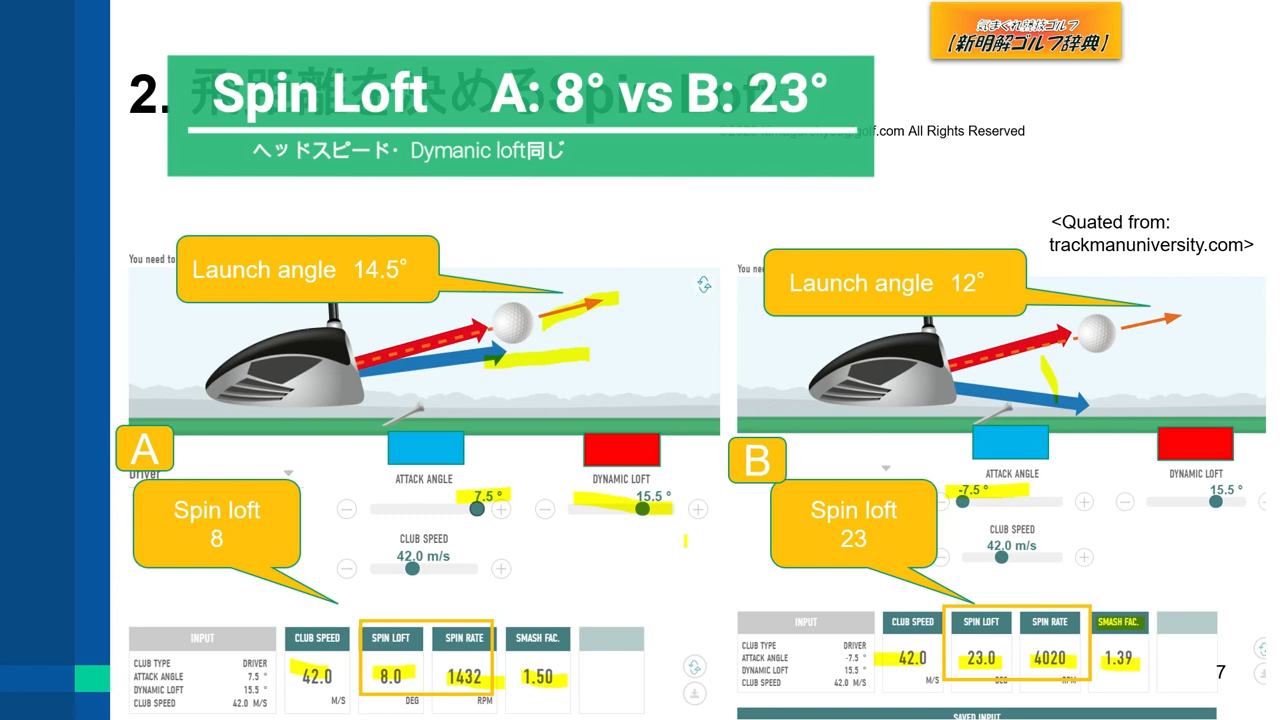 気まぐれ競技ゴルフ
【新明解ゴルフ辞典】
2.
Spin Loft A: 8° vs B: 23°
golf.com All Rights Reserved
ヘッドスピード・Dymanic loft同じ
<Quated from:
trackmanuniversity.com>
You need to
Launch angle 14.5°
You nee
Launch angle 12°
A
Driver
ATTACK ANGLE
7.5 °
DYNAMIC LOFT
15.5 °
Spin loft
8
CLUB SPEED
42.0 m/s
B
ATTACK ANGLE
-7.5 °
DYNAMIC LOFT
15.5 °
Spin loft
23
CLUB SPEED
42.0 m/s
INPUT
CLUB TYPE DRIVER
ATTACK ANGLE 7.5 °
DYNAMIC LOFT 15.5 °
CLUB SPEED 42.0 M/S
CLUB SPEED
42.0
M/S
SPIN LOFT
8.0
DEG
SPIN RATE
1432
RPM
SMASH FAC.
1.50
INPUT
CLUB TYPE DRIVER
ATTACK ANGLE -7.5 °
DYNAMIC LOFT 15.5 °
CLUB SPEED 42.0 M/S
CLUB SPEED
42.0
M/S
SPIN LOFT
23.0
DEG
SPIN RATE
4020
RPM
SMASH FAC.
1.39
7
SAVED INPUT